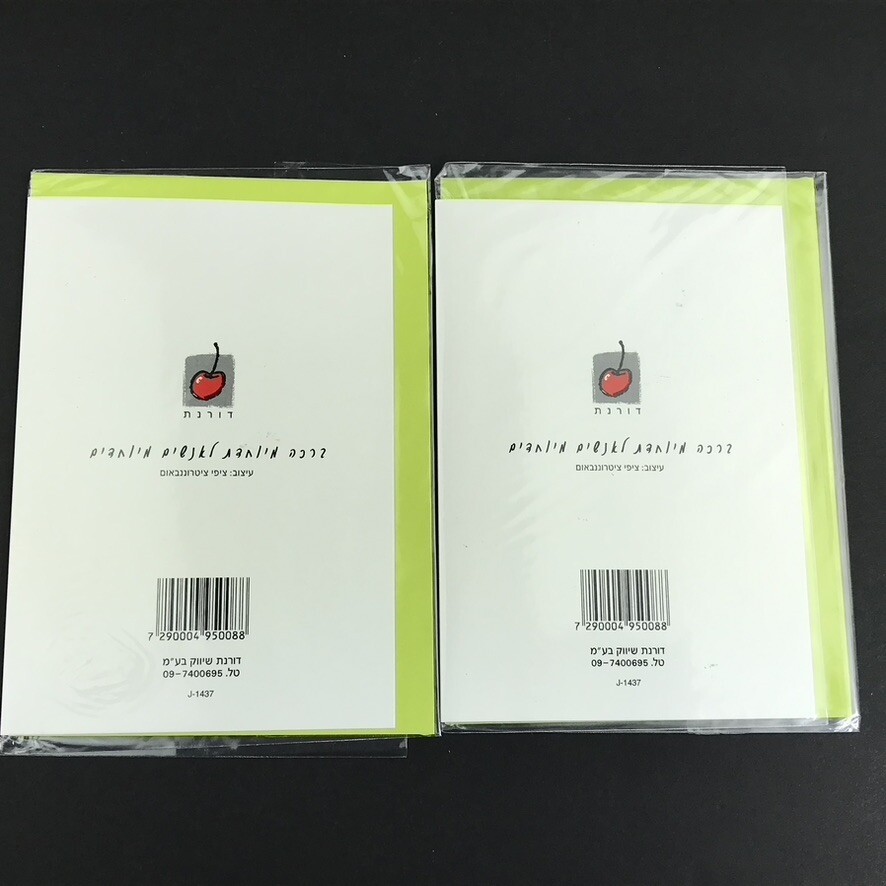 דורנת
ברכה מיוחדת לאנשים מיוחדים
עיצוב: ציפי ציטרוננבאום
7 290004 950088
דורנת שיווק בע״מ
טל. 09-7400695
J-1437
דורנת
ברכה מיוחדת לאנשים מיוחדים
עיצוב: ציפי ציטרוננבאום
7 290004 950088
דורנת שיווק בע״מ
טל. 09-7400695
J-1437